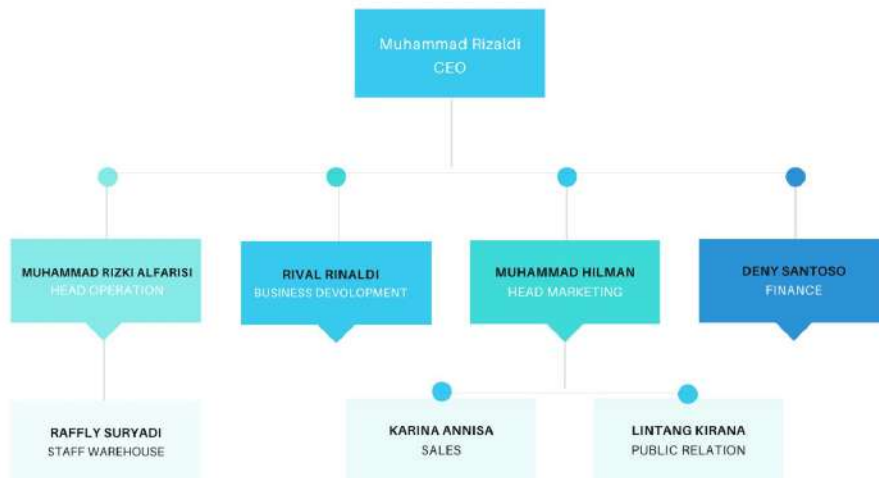 Muhammad Rizaldi
CEO
MUHAMMAD RIZKI ALFARISI
HEAD OPERATION
RIVAL RINALDI
BUSINESS DEVOLOPMENT
MUHAMMAD HILMAN
HEAD MARKETING
DENY SANTOSO
FINANCE
RAFFLY SURYADI
STAFF WAREHOUSE
KARINA ANNISA
SALES
LINTANG KIRANA
PUBLIC RELATION